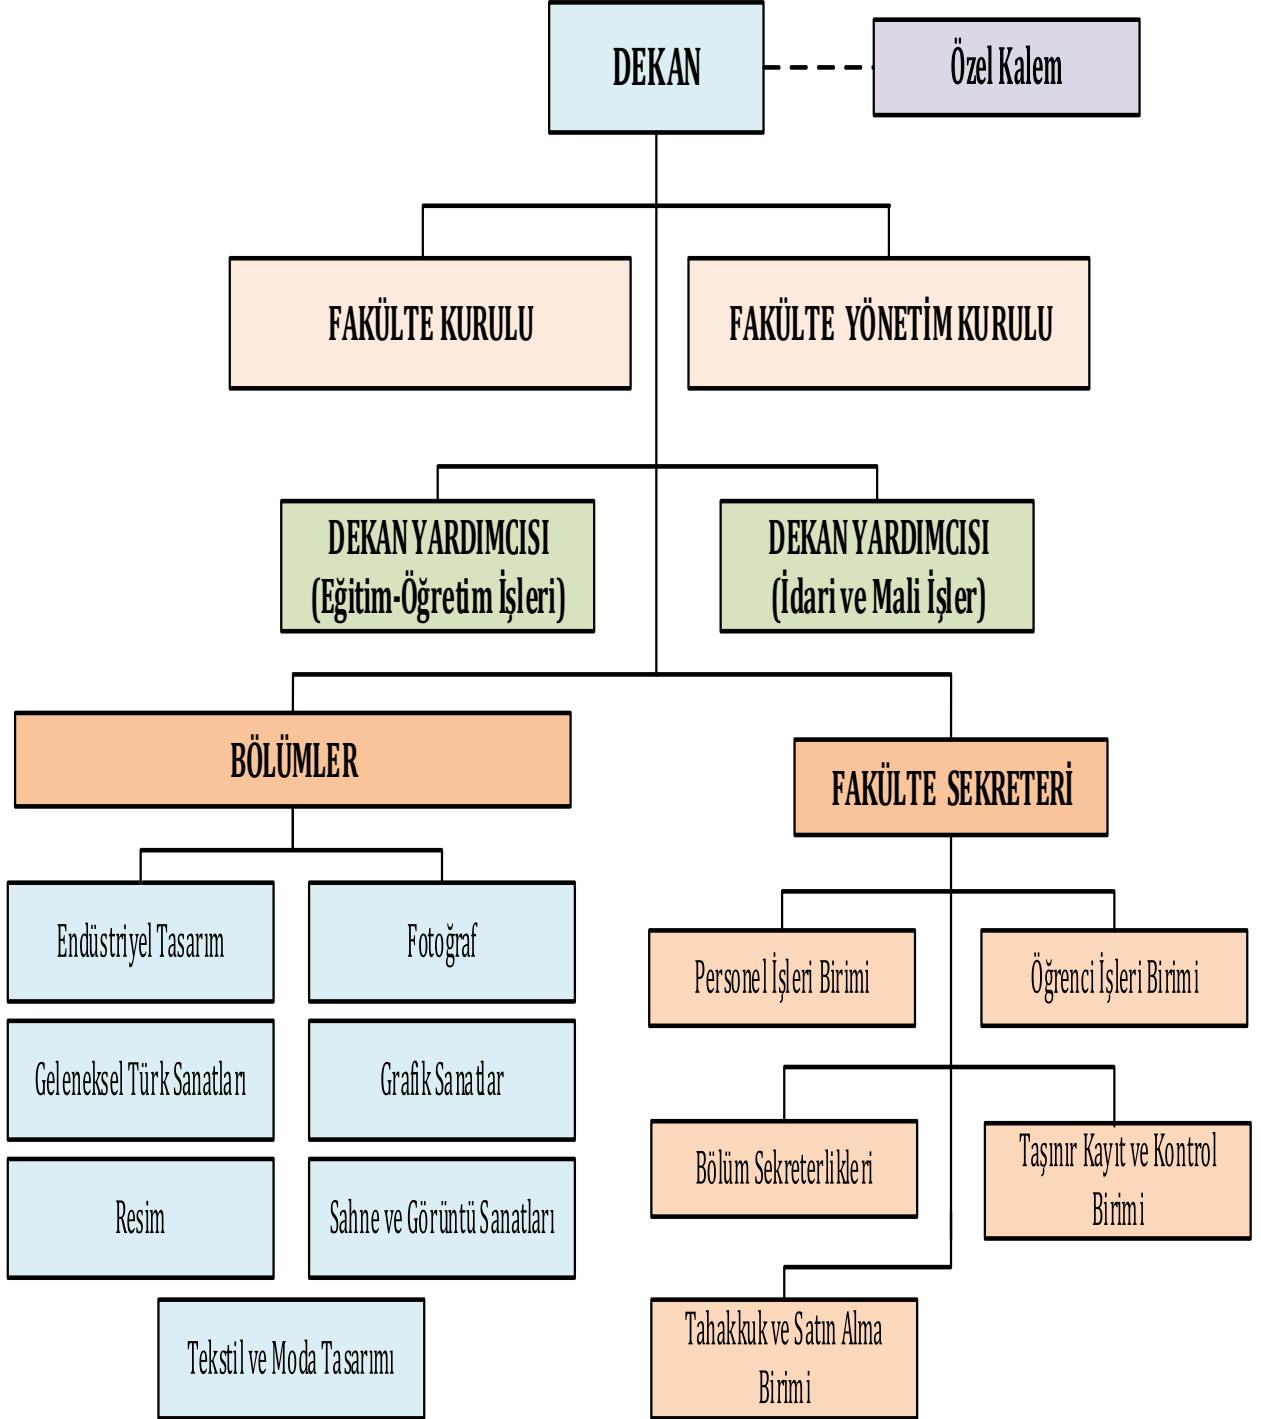 DEKAN
Özel Kalem
FAKÜLTE KURULU
FAKÜLTE YÖNETİM KURULU
DEKAN YARDIMCISI
(Eğitim-Öğretim İşleri)
DEKAN YARDIMCISI
(İdari ve Mali İşler)
BÖLÜMLER
FAKÜLTE SEKRETERİ
Endüstriyel Tasarım
Fotoğraf
Personel İşleri Birimi
Öğrenci İşleri Birimi
Geleneksel Türk Sanatları
Grafik Sanatlar
Bölüm Sekreterlikleri
Taşınır Kayıt ve Kontrol
Birimi
Resim
Sahne ve Görüntü Sanatları
Tekstil ve Moda Tasarımı
Tahakkuk ve Satın Alma
Birimi